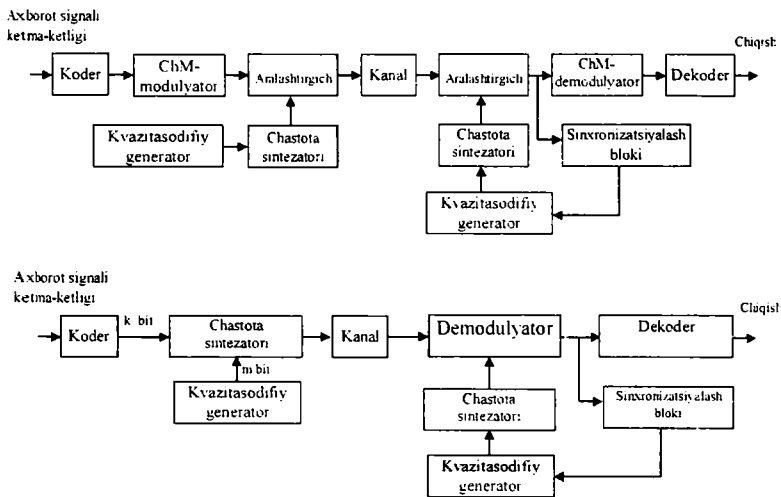 Axborot signali
ketma-ketligi
Chiqish
Koder
ChM-
modulyator
Aralashtirgich
Kanal
Aralashtirgich
ChM-
demodulyator
Dekoder
Kvazitasodifiy
generator
Chastota
sintezatori
Chastota
sintezatori
Sinxronizatsiyalash
bloki
Kvazitasodifiy
generator
Axborot signali
ketma-ketligi
Chiqish
k bit
Koder
Chastota
sintezatori
Kanal
Demodulyator
Dekoder
m bit
Kvazitasodifiy
generator
Chastota
sintezatori
Sinxronizatsiyalash
bloki
Kvazitasodifiy
generator